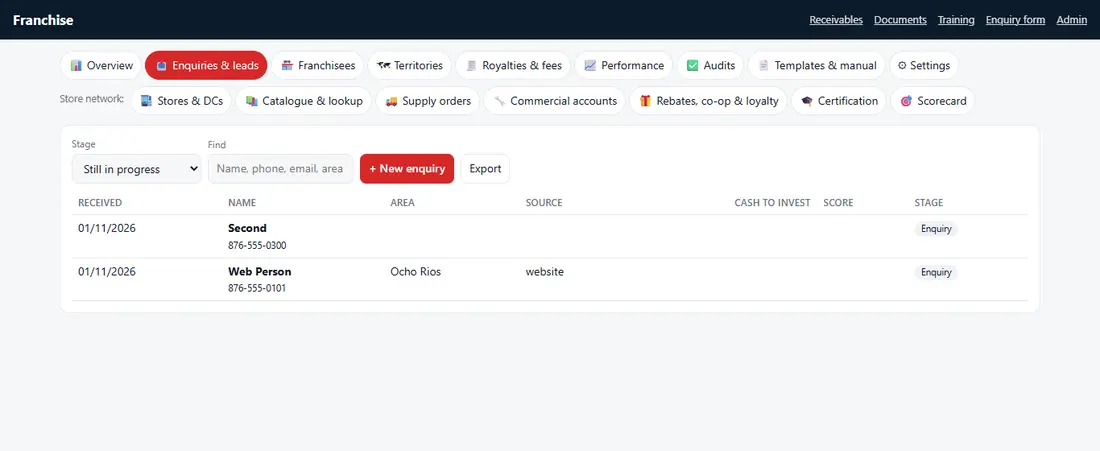 Franchise Receivables Documents Training Enquiry form Admin
Overview Enquiries & leads Franchisees Territories Royalties & fees Performance Audits Templates & manual Settings
Store network: Stores & DCs Catalogue & lookup Supply orders Commercial accounts Rebates, co-op & loyalty Certification Scorecard
Stage Find
Still in progress Name, phone, email, area + New enquiry Export
RECEIVED NAME AREA SOURCE CASH TO INVEST SCORE STAGE
01/11/2026 Second Enquiry
876-555-0300
01/11/2026 Web Person Ocho Rios website Enquiry
876-555-0101